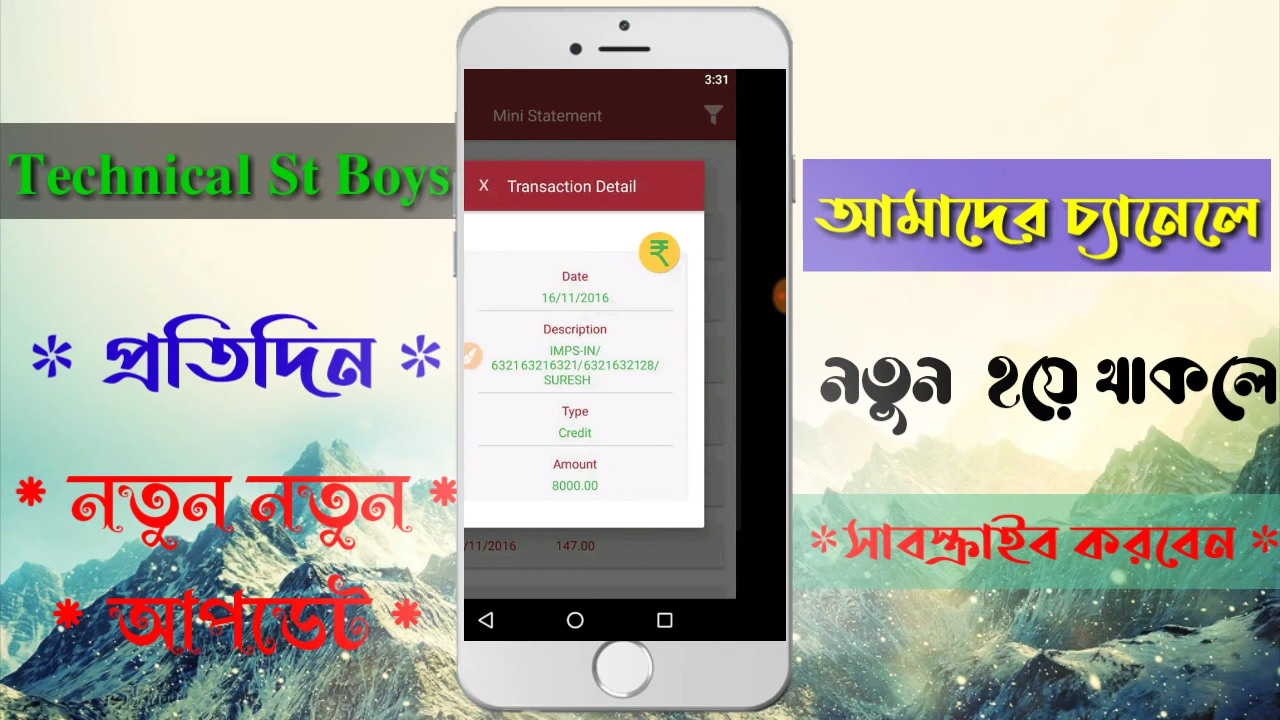 Technical St Boys
* প্রতিদিন *
* নতুন নতুন *
* আপডেট *
3:31
Mini Statement
X Transaction Detail
₹
Date
16/11/2016
Description
IMPS-IN/
632163216321/6321632128/
SURESH
Type
Credit
Amount
8000.00
/11/2016 147.00
আমাদের চ্যানেলে
নতুন হয়ে থাকলে
*সাবস্ক্রাইব করবেন *